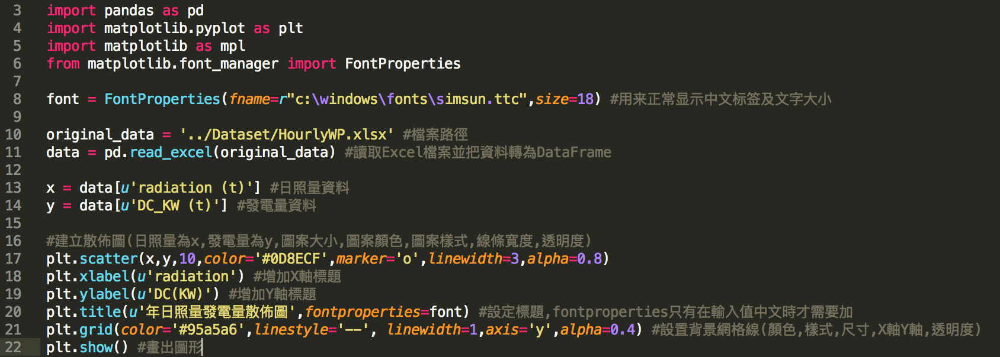 3 import pandas as pd
4 import matplotlib.pyplot as plt
5 import matplotlib as mpl
6 from matplotlib.font_manager import FontProperties
7
8 font = FontProperties(fname=r"c:\windows\fonts\simsun.ttc",size=18) #用来正常显示中文标签及文字大小
9
10 original_data = '../Dataset/HourlyWP.xlsx' #檔案路徑
11 data = pd.read_excel(original_data) #讀取Excel檔案並把資料轉為DataFrame
12
13 x = data[u'radiation (t)'] #日照量資料
14 y = data[u'DC_KW (t)'] #發電量資料
15
16 #建立散佈圖(日照量為x,發電量為y,圖案大小,圖案顏色,圖案樣式,線條寬度,透明度)
17 plt.scatter(x,y,10,color='#0D8ECF',marker='o',linewidth=3,alpha=0.8)
18 plt.xlabel(u'radiation') #增加X軸標題
19 plt.ylabel(u'DC(KW)') #增加Y軸標題
20 plt.title(u'年日照量發電量散佈圖',fontproperties=font) #設定標題,fontproperties只有在輸入值中文時才需要加
21 plt.grid(color='#95a5a6',linestyle='--', linewidth=1,axis='y',alpha=0.4) #設置背景網格線(顏色,樣式,尺寸,X軸Y軸,透明度)
22 plt.show() #畫出圖形